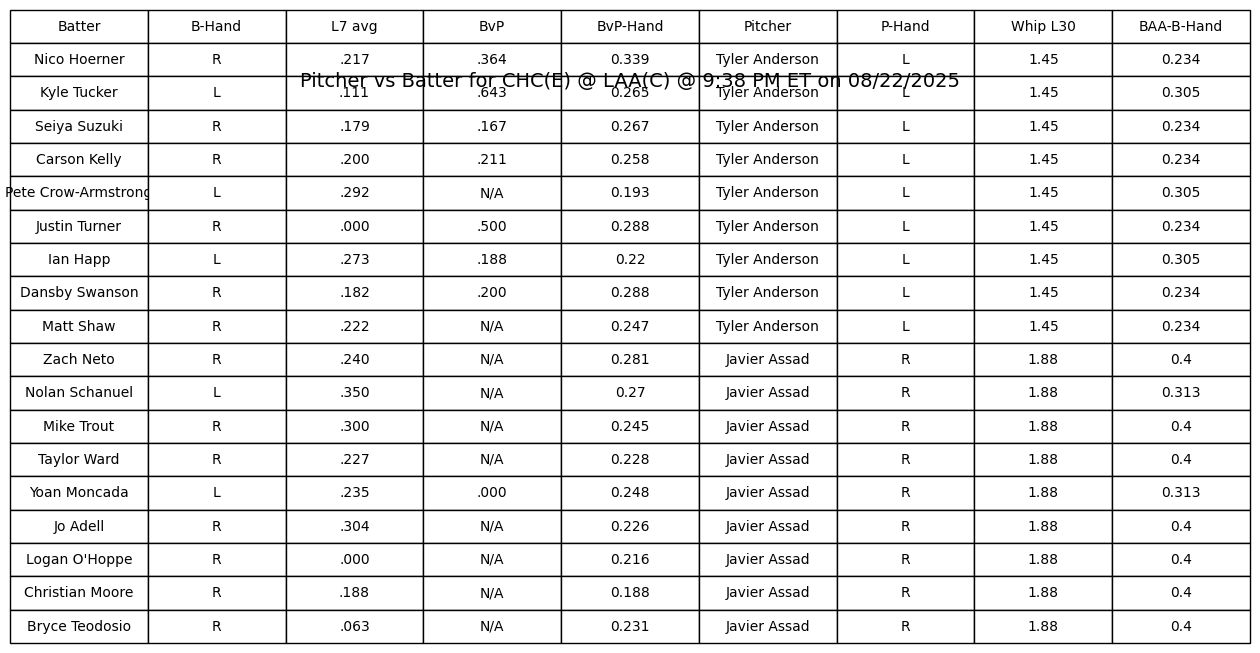 Batter B-Hand L7 avg BvP BvP-Hand Pitcher P-Hand Whip L30 BAA-B-Hand
Nico Hoerner R .217 .364 0.339 Tyler Anderson L 1.45 0.234
Pitcher vs Batter for CHC(E) @ LAA(C) @ 9:38 PM ET on 08/22/2025
Kyle Tucker L .111 .643 0.265 Tyler Anderson L 1.45 0.305
Seiya Suzuki R .179 .167 0.267 Tyler Anderson L 1.45 0.234
Carson Kelly R .200 .211 0.258 Tyler Anderson L 1.45 0.234
Pete Crow-Armstrong L .292 N/A 0.193 Tyler Anderson L 1.45 0.305
Justin Turner R .000 .500 0.288 Tyler Anderson L 1.45 0.234
Ian Happ L .273 .188 0.22 Tyler Anderson L 1.45 0.305
Dansby Swanson R .182 .200 0.288 Tyler Anderson L 1.45 0.234
Matt Shaw R .222 N/A 0.247 Tyler Anderson L 1.45 0.234
Zach Neto R .240 N/A 0.281 Javier Assad R 1.88 0.4
Nolan Schanuel L .350 N/A 0.27 Javier Assad R 1.88 0.313
Mike Trout R .300 N/A 0.245 Javier Assad R 1.88 0.4
Taylor Ward R .227 N/A 0.228 Javier Assad R 1.88 0.4
Yoan Moncada L .235 .000 0.248 Javier Assad R 1.88 0.313
Jo Adell R .304 N/A 0.226 Javier Assad R 1.88 0.4
Logan O'Hoppe R .000 N/A 0.216 Javier Assad R 1.88 0.4
Christian Moore R .188 N/A 0.188 Javier Assad R 1.88 0.4
Bryce Teodosio R .063 N/A 0.231 Javier Assad R 1.88 0.4